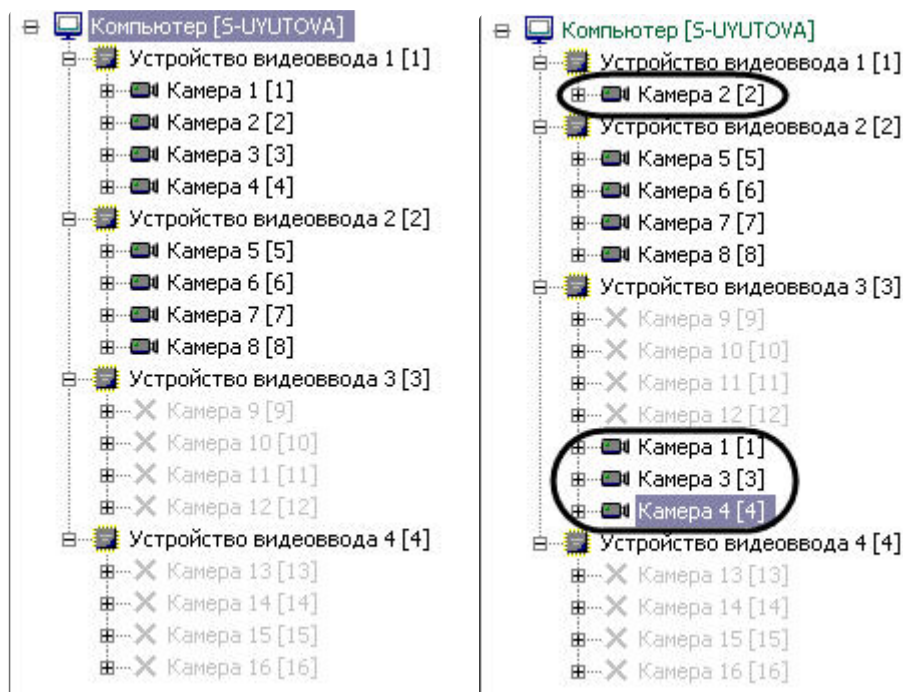 Компьютер [S-UYUTOVA]
Устройство видеоввода 1 [1]
Камера 1 [1]
Камера 2 [2]
Камера 3 [3]
Камера 4 [4]
Устройство видеоввода 2 [2]
Камера 5 [5]
Камера 6 [6]
Камера 7 [7]
Камера 8 [8]
Устройство видеоввода 3 [3]
Камера 9 [9]
Камера 10 [10]
Камера 11 [11]
Камера 12 [12]
Устройство видеоввода 4 [4]
Камера 13 [13]
Камера 14 [14]
Камера 15 [15]
Камера 16 [16]
Компьютер [S-UYUTOVA]
Устройство видеоввода 1 [1]
Камера 2 [2]
Устройство видеоввода 2 [2]
Камера 5 [5]
Камера 6 [6]
Камера 7 [7]
Камера 8 [8]
Устройство видеоввода 3 [3]
Камера 9 [9]
Камера 10 [10]
Камера 11 [11]
Камера 12 [12]
Камера 1 [1]
Камера 3 [3]
Камера 4 [4]
Устройство видеоввода 4 [4]
Камера 13 [13]
Камера 14 [14]
Камера 15 [15]
Камера 16 [16]